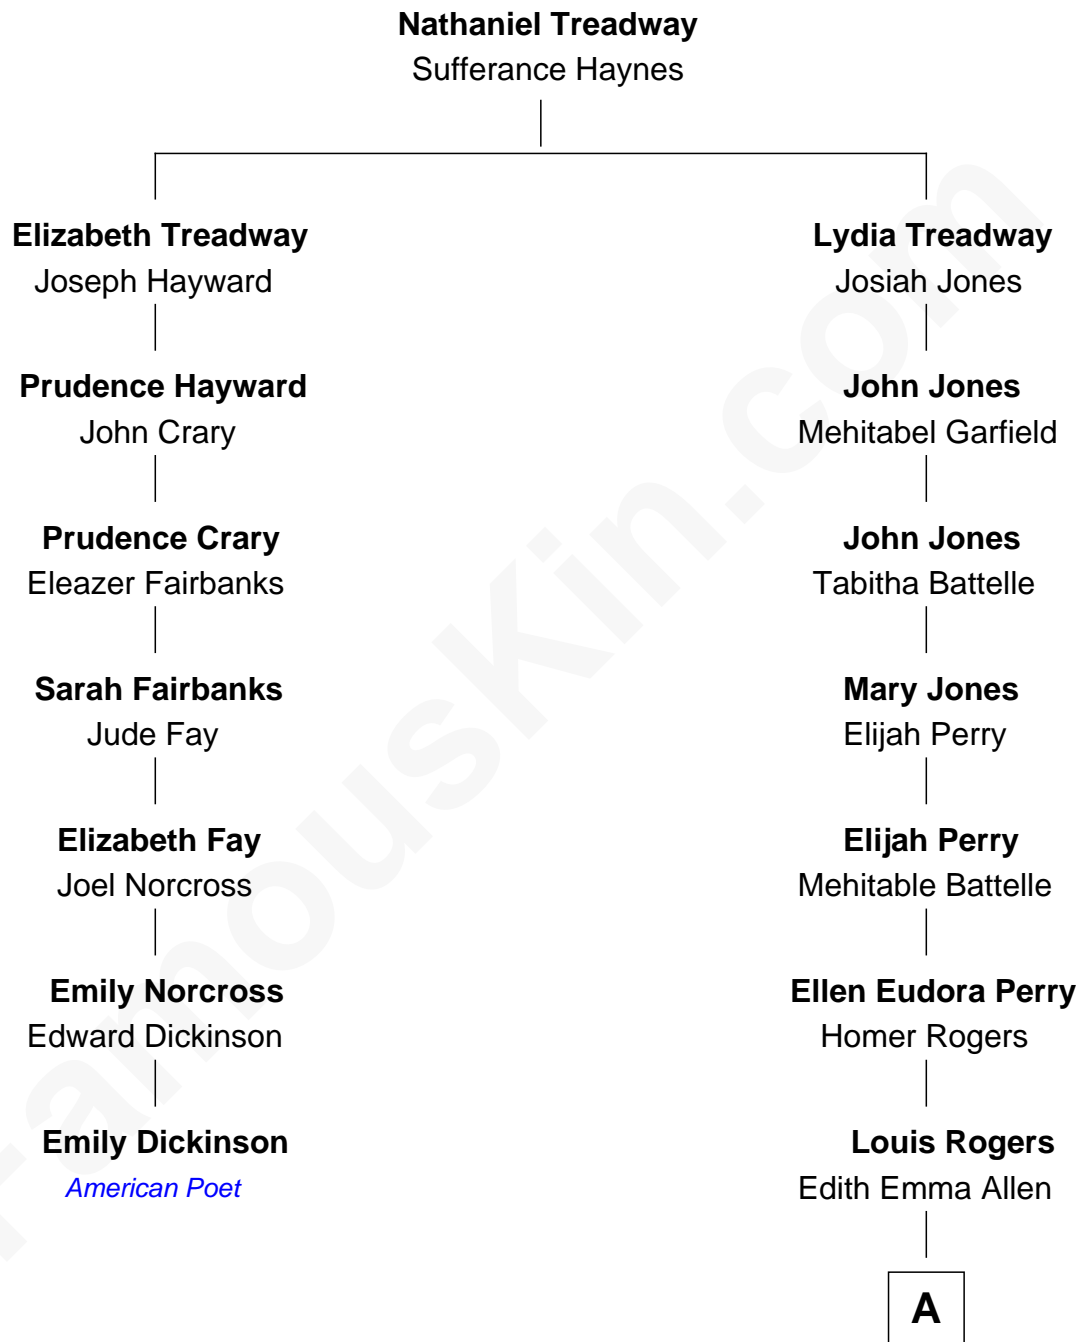 Nathaniel Treadway
Sufferance Haynes
Elizabeth Treadway
Joseph Hayward
Prudence Hayward
John Crary
Prudence Crary
Eleazer Fairbanks
Sarah Fairbanks
Jude Fay
Elizabeth Fay
Joel Norcross
Emily Norcross
Edward Dickinson
Emily Dickinson
American Poet
Lydia Treadway
Josiah Jones
John Jones
Mehitabel Garfield
John Jones
Tabitha Battelle
Mary Jones
Elijah Perry
Elijah Perry
Mehitable Battelle
Ellen Eudora Perry
Homer Rogers
Louis Rogers
Edith Emma Allen
A
FamousKin.com